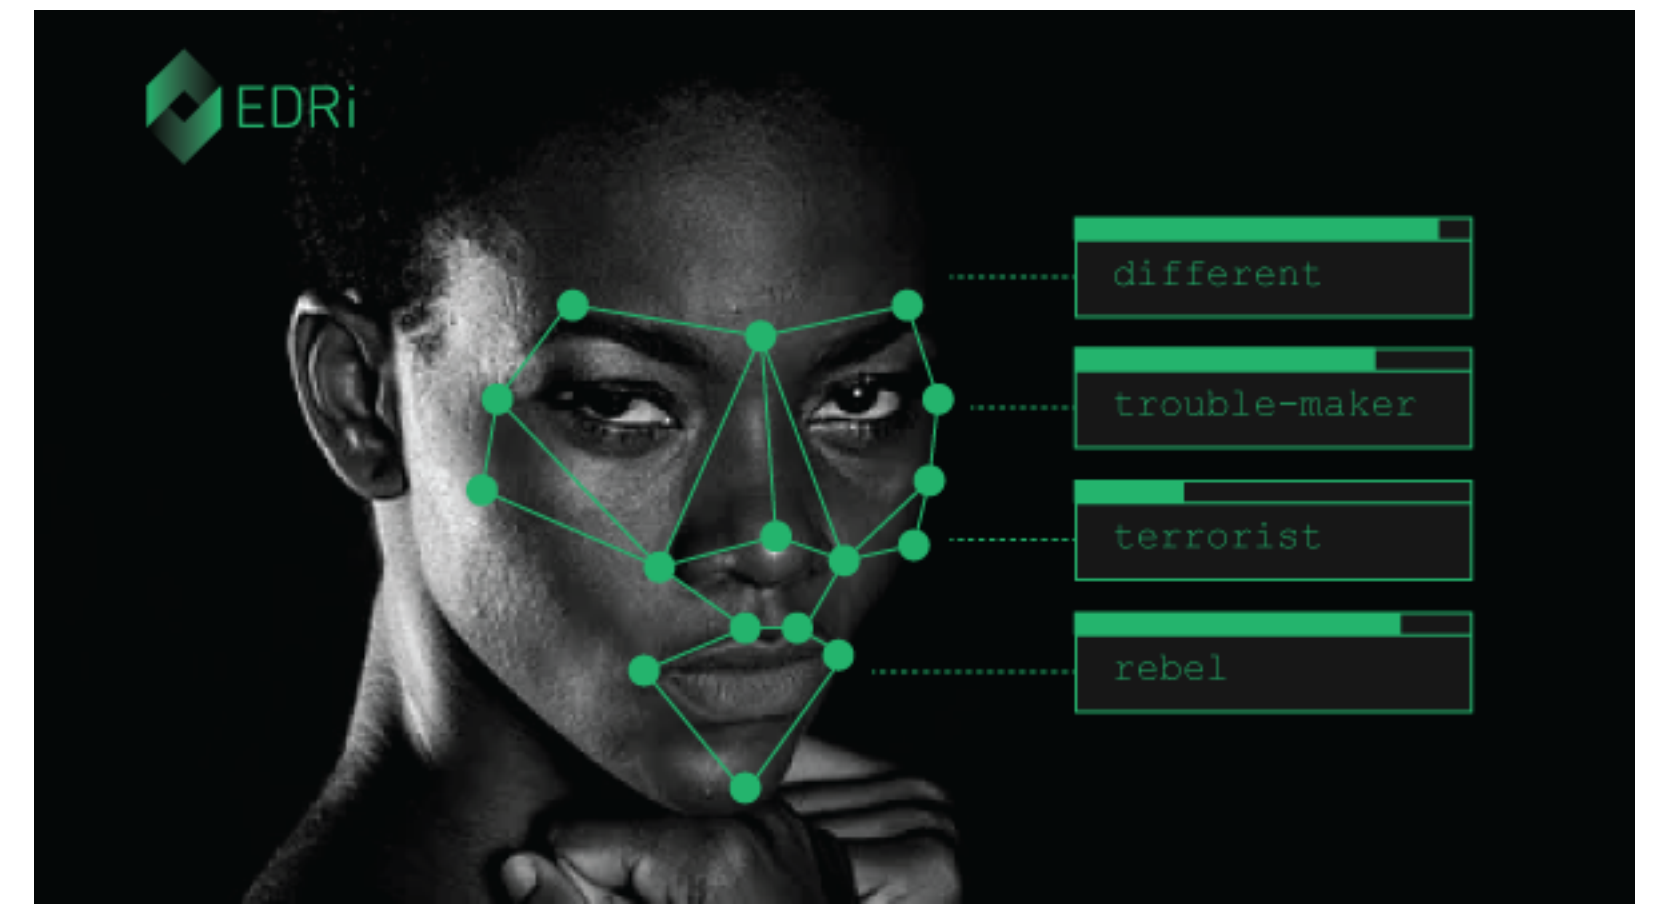 EDRi
different
trouble-maker
terrorist
rebel